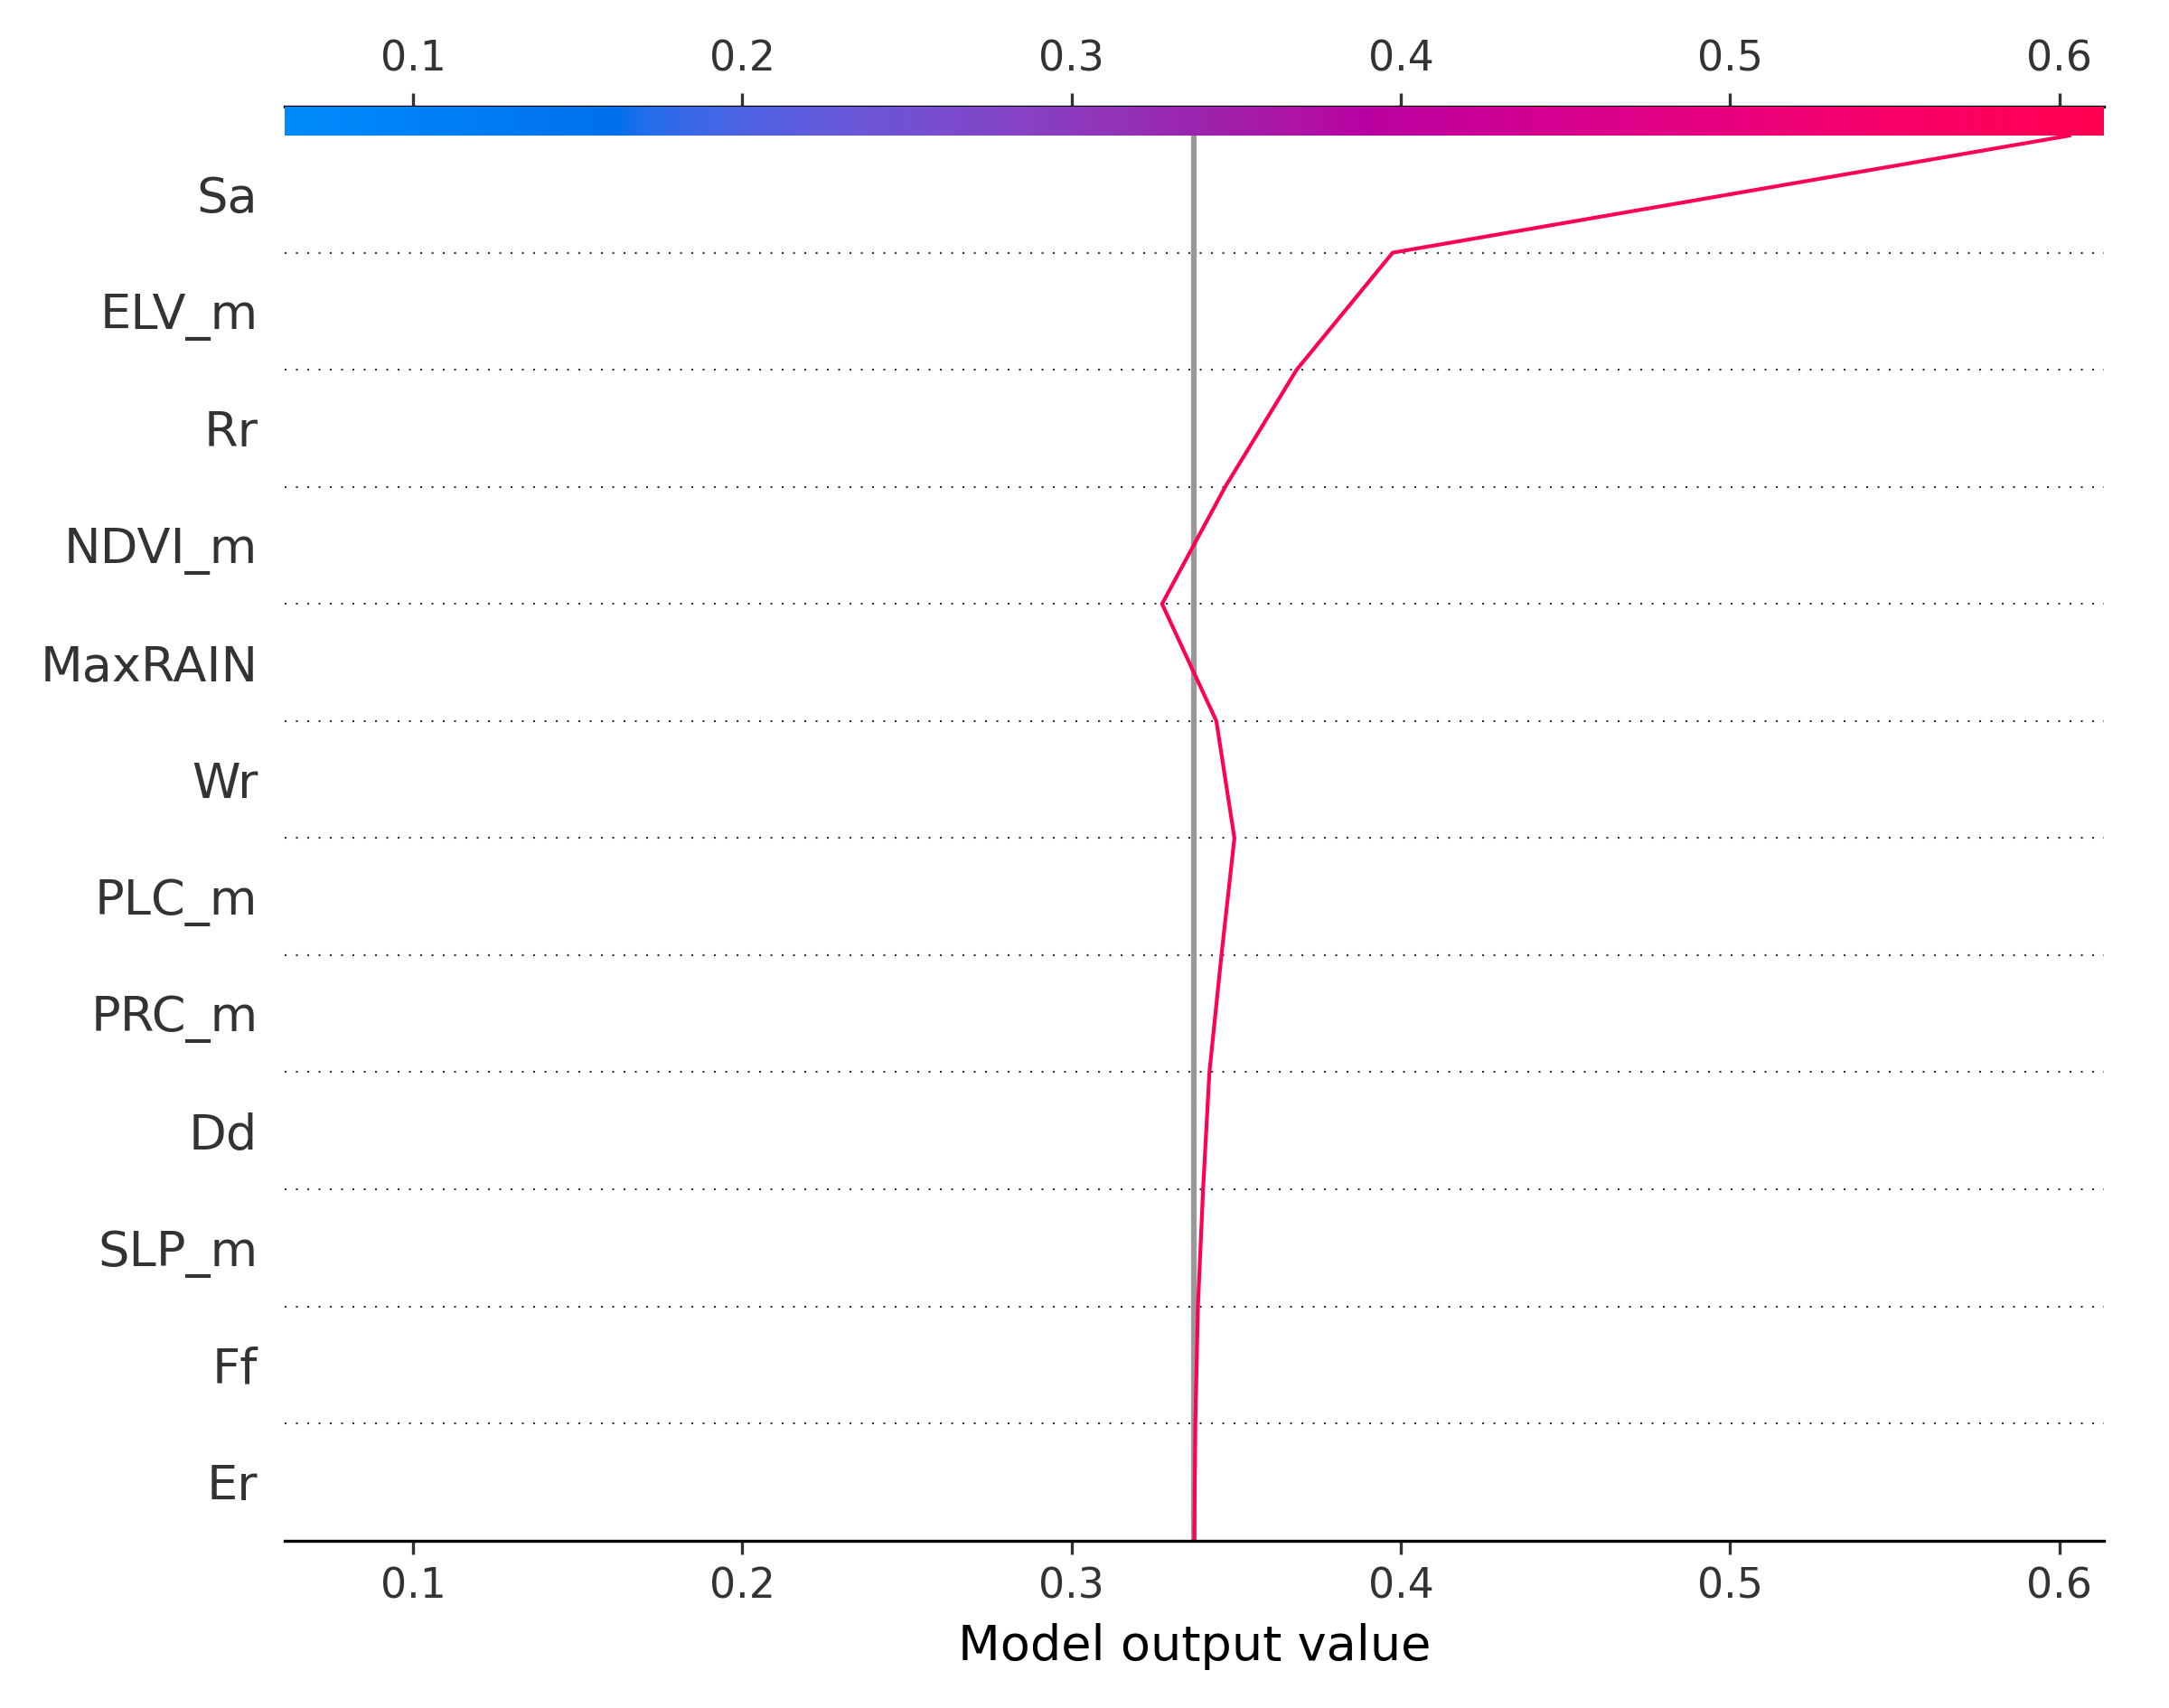 0.1 0.2 0.3 0.4 0.5 0.6
Sa
ELV_m
Rr
NDVI_m
MaxRAIN
Wr
PLC_m
PRC_m
Dd
SLP_m
Ff
Er
0.1 0.2 0.3 0.4 0.5 0.6
Model output value